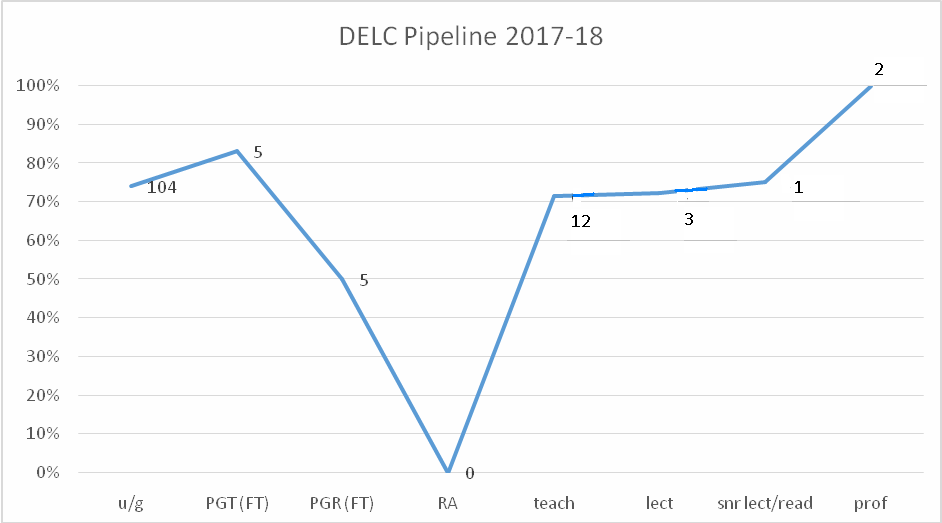 DELC Pipeline 2017-18
2
100%
90%
80%
70%
60%
50%
40%
30%
20%
10%
0%
104
5
5
0
12
3
1
u/g
PGT (FT)
PGR (FT)
RA
teach
lect
snr lect/read
prof